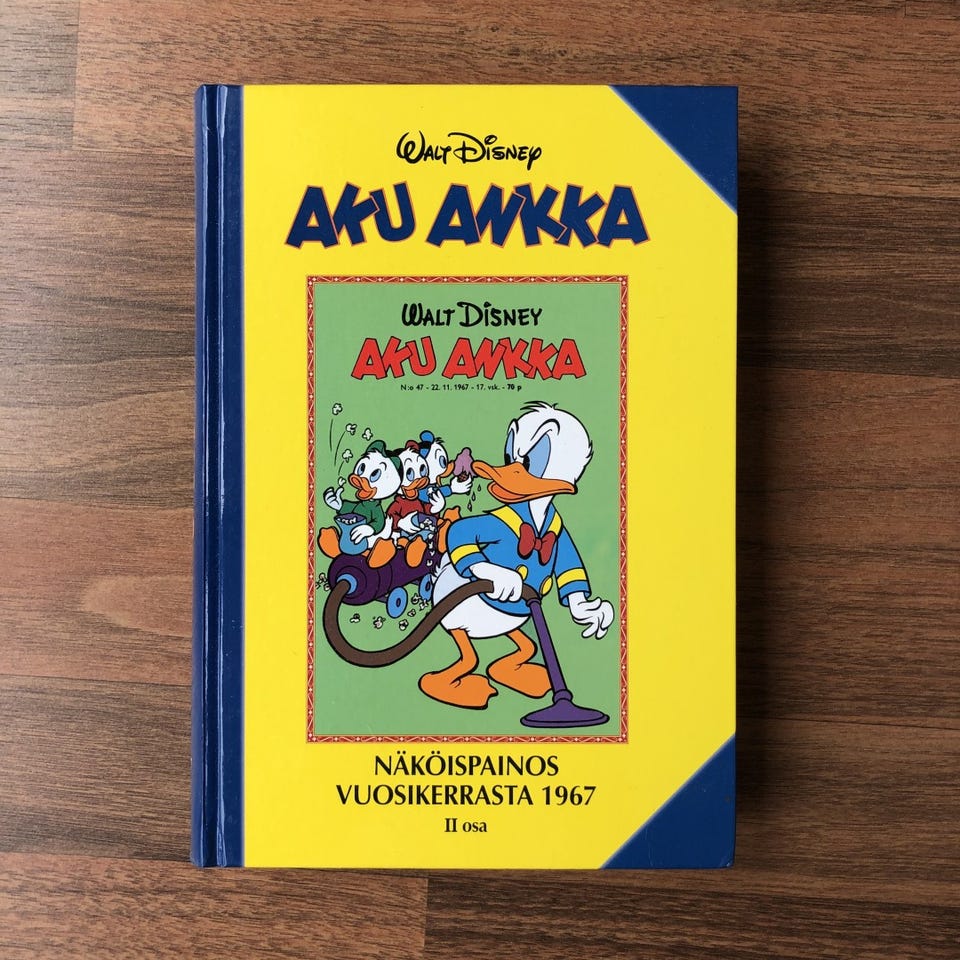 WALT DISNEY
AKU ANKKA
WALT DISNEY
AKU ANKKA
N:o 47 - 22. 11. 1967 - 17. vsk. - 70 p
NÄKÖISPAINOS
VUOSIKERRASTA 1967
II osa